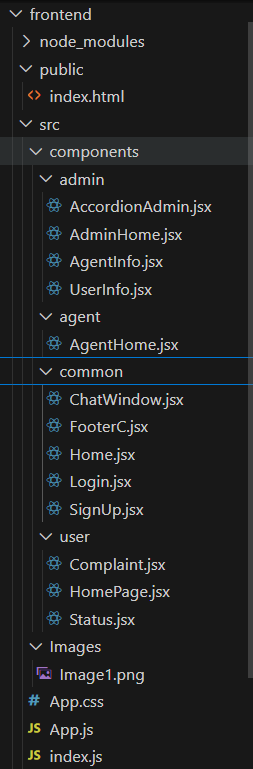 frontend
node_modules
public
<> index.html
src
components
admin
AccordionAdmin.jsx
AdminHome.jsx
AgentInfo.jsx
UserInfo.jsx
agent
AgentHome.jsx
common
ChatWindow.jsx
FooterC.jsx
Home.jsx
Login.jsx
SignUp.jsx
user
Complaint.jsx
HomePage.jsx
Status.jsx
Images
Image1.png
# App.css
JS App.js
JS index.js